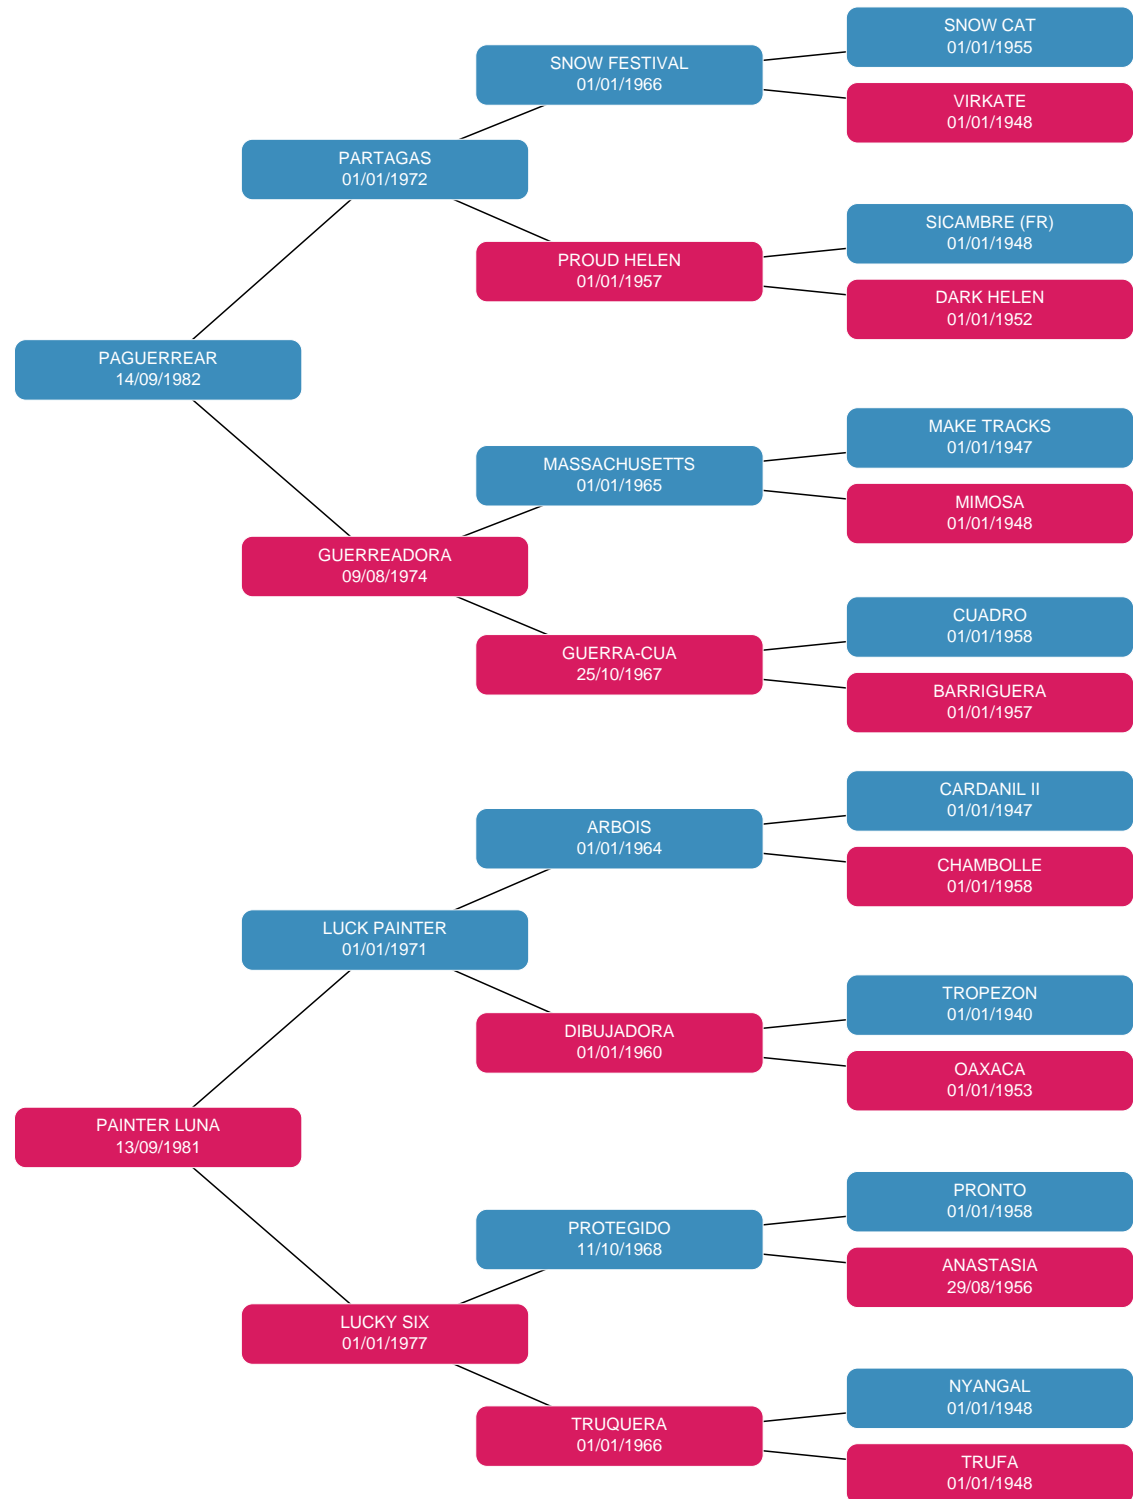 SNOW CAT
01/01/1955
SNOW FESTIVAL
01/01/1966
VIRKATE
01/01/1948
PARTAGAS
01/01/1972
SICAMBRE (FR)
01/01/1948
PROUD HELEN
01/01/1957
DARK HELEN
01/01/1952
PAGUERREAR
14/09/1982
MAKE TRACKS
01/01/1947
MASSACHUSETTS
01/01/1965
MIMOSA
01/01/1948
GUERREADORA
09/08/1974
CUADRO
01/01/1958
GUERRA-CUA
25/10/1967
BARRIGUERA
01/01/1957
CARDANIL II
01/01/1947
ARBOIS
01/01/1964
CHAMBOLLE
01/01/1958
LUCK PAINTER
01/01/1971
TROPEZON
01/01/1940
DIBUJADORA
01/01/1960
OAXACA
01/01/1953
PAINTER LUNA
13/09/1981
PRONTO
01/01/1958
PROTEGIDO
11/10/1968
ANASTASIA
29/08/1956
LUCKY SIX
01/01/1977
NYANGAL
01/01/1948
TRUQUERA
01/01/1966
TRUFA
01/01/1948